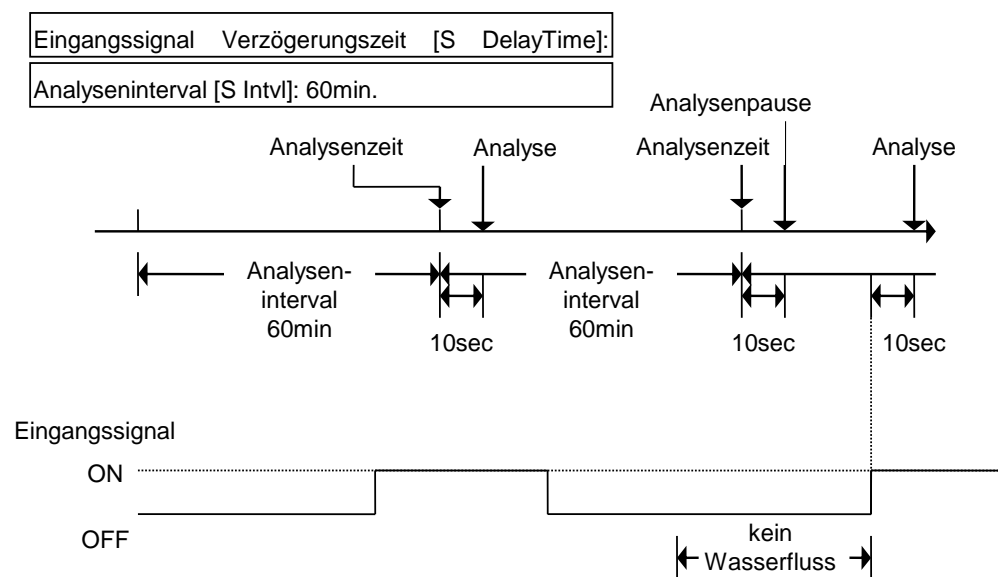 Eingangssignal Verzögerungszeit [S DelayTime]:
Analyseninterval [S Intvl]: 60min.
Analysenpause
Analysenzeit Analyse Analysenzeit Analyse
Analysen-
interval
60min
Analysen-
interval
60min
10sec 10sec 10sec
Eingangssignal
ON
OFF
kein
Wasserfluss